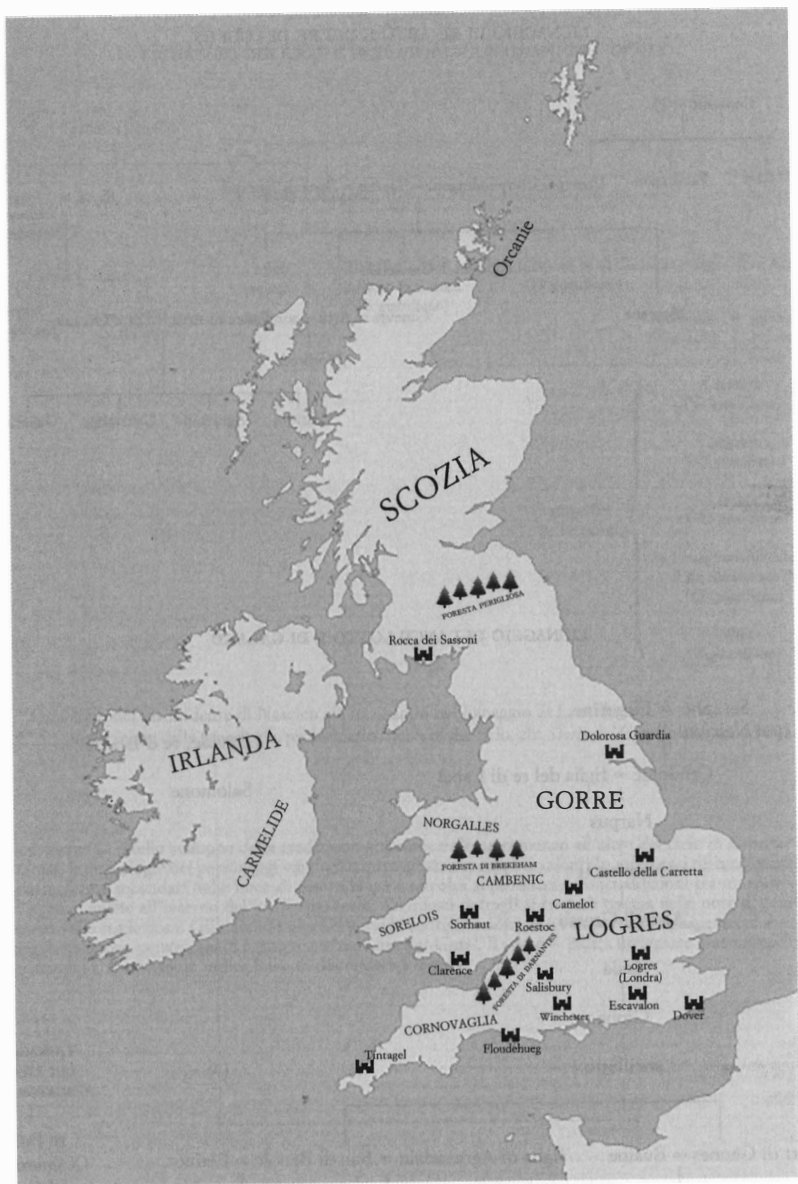 Orcanie
SCOZIA
FORESTA PERIGLIOSA
Rocca dei Sassoni
IRLANDA
CARMELIDE
Dolorosa Guardia
GORRE
NORGALLES
FORESTA DI BREKEHAM
CAMBENIC
Castello della Carretta
Camelot
SORELOIS
Sorhaut
Roestoc
LOGRES
Clarence
FORESTA DI DARNANTES
Salisbury
Logres
(Londra)
Winchester
Escavalon
Dover
CORNOVAGLIA
Floudehueg
Tintagel